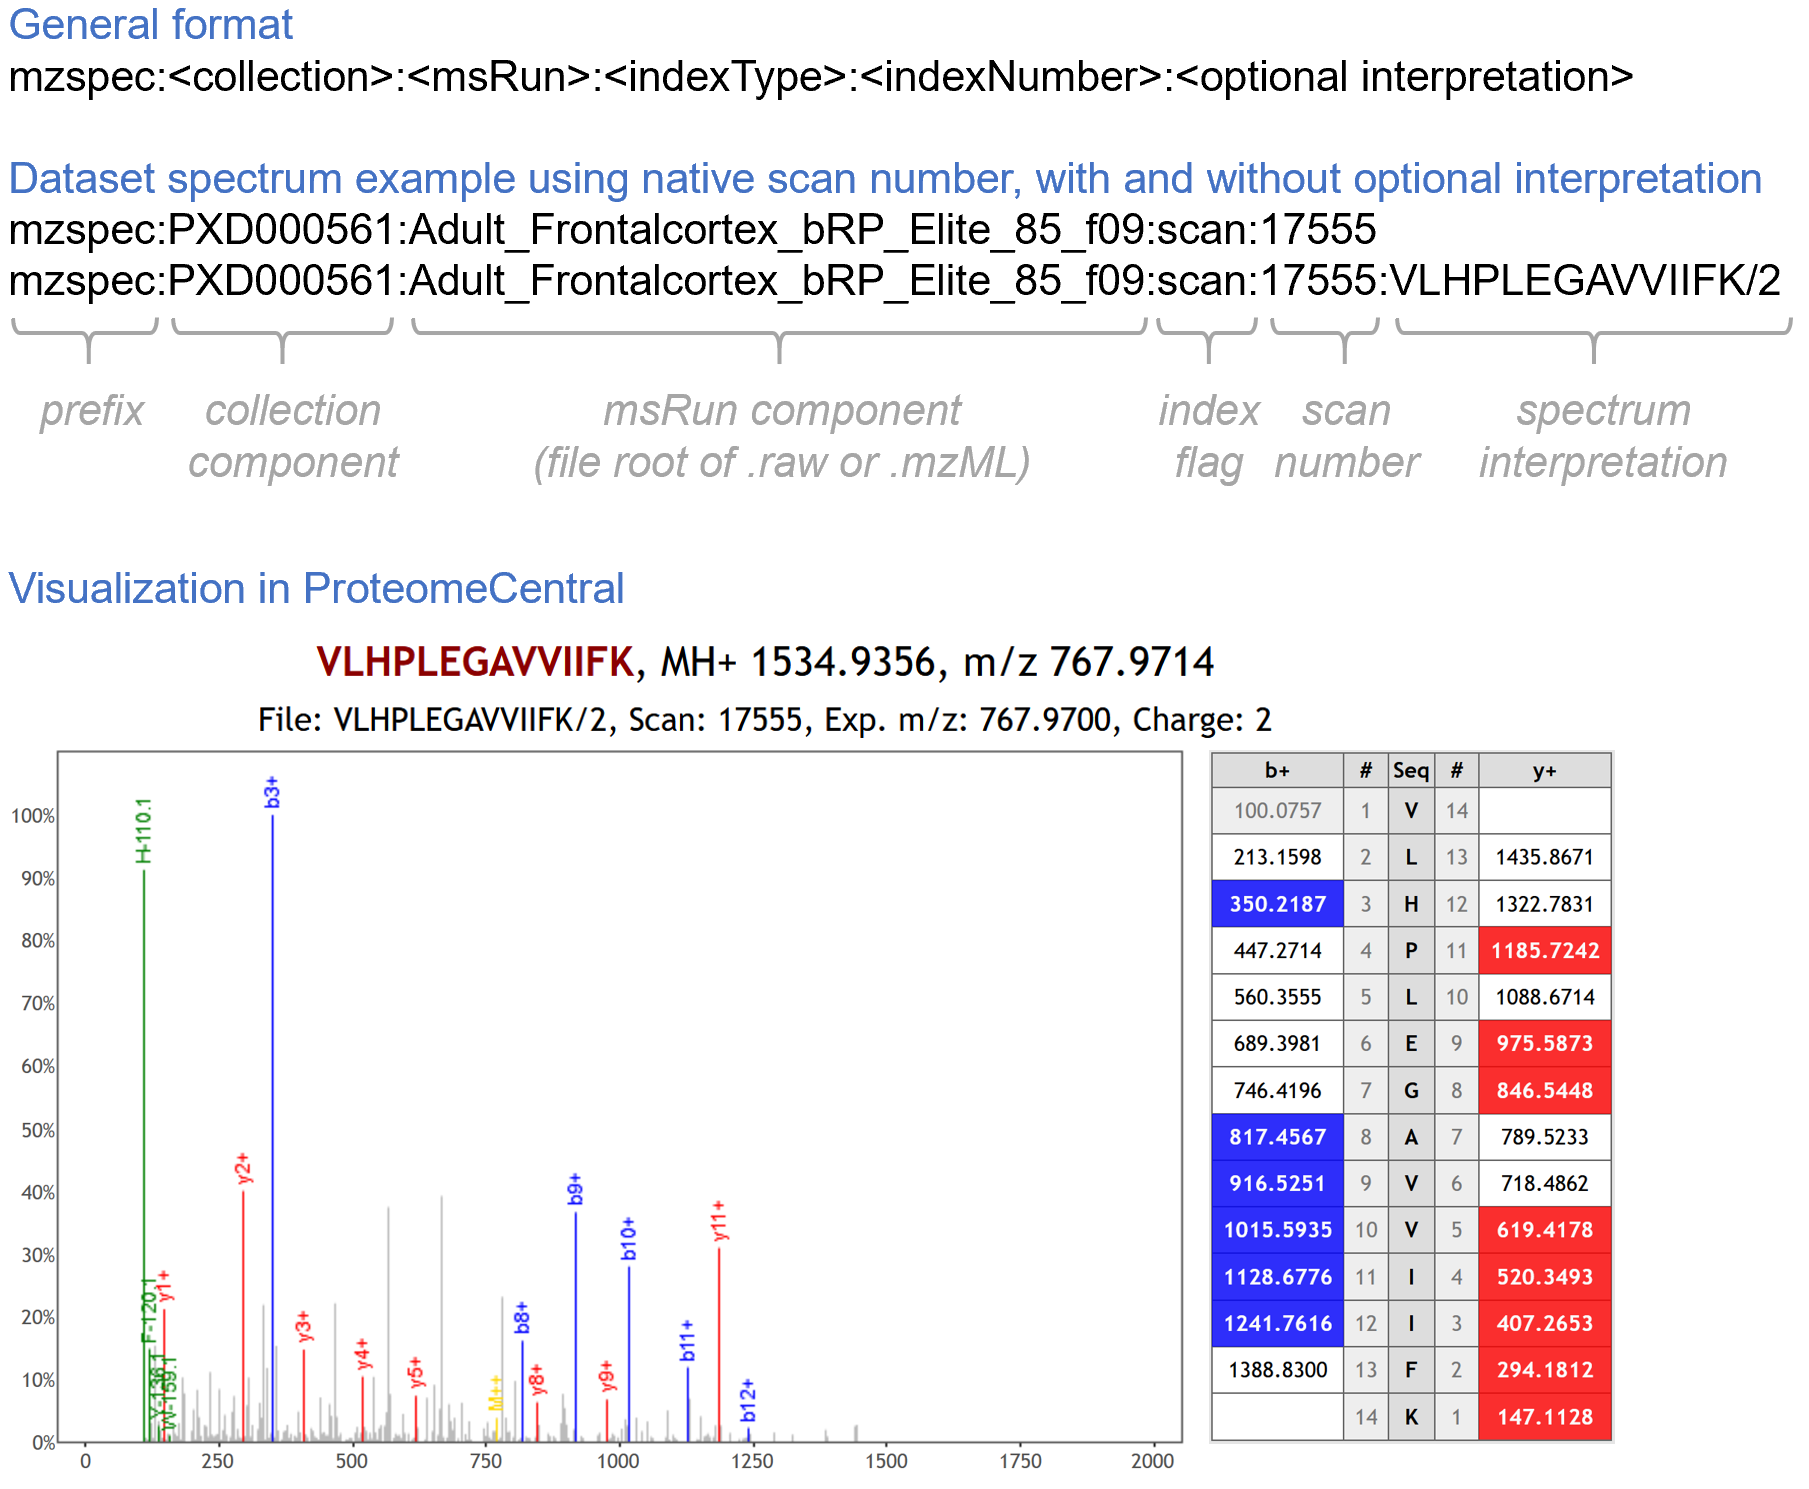 General format
mzspec:<collection>:<msRun>:<indexType>:<indexNumber>:<optional interpretation>
Dataset spectrum example using native scan number, with and without optional interpretation
mzspec:PXD000561:Adult_Frontalcortex_bRP_Elite_85_f09:scan:17555
mzspec:PXD000561:Adult_Frontalcortex_bRP_Elite_85_f09:scan:17555:VLHPLEGAVVIIFK/2
prefix collection msRun component index scan spectrum
component (file root of .raw or .mzML) flag number interpretation
Visualization in ProteomeCentral
VLHPLEGAVVIIFK, MH+ 1534.9356, m/z 767.9714
File: VLHPLEGAVVIIFK/2, Scan: 17555, Exp. m/z: 767.9700, Charge: 2
100%
90%
80%
70%
60%
50%
40%
30%
20%
10%
0%
H-110.1
F-120.1
Y-136.1
W-159.1
y1+
y2+
b3+
y3+
y4+
y5+
M++
b8+
y8+
b9+
y9+
b10+
b11+
y11+
b12+
0 250 500 750 1000 1250 1500 1750 2000
b+ # Seq # y+
100.0757 1 V 14
213.1598 2 L 13 1435.8671
350.2187 3 H 12 1322.7831
447.2714 4 P 11 1185.7242
560.3555 5 L 10 1088.6714
689.3981 6 E 9 975.5873
746.4196 7 G 8 846.5448
817.4567 8 A 7 789.5233
916.5251 9 V 6 718.4862
1015.5935 10 V 5 619.4178
1128.6776 11 I 4 520.3493
1241.7616 12 I 3 407.2653
1388.8300 13 F 2 294.1812
14 K 1 147.1128